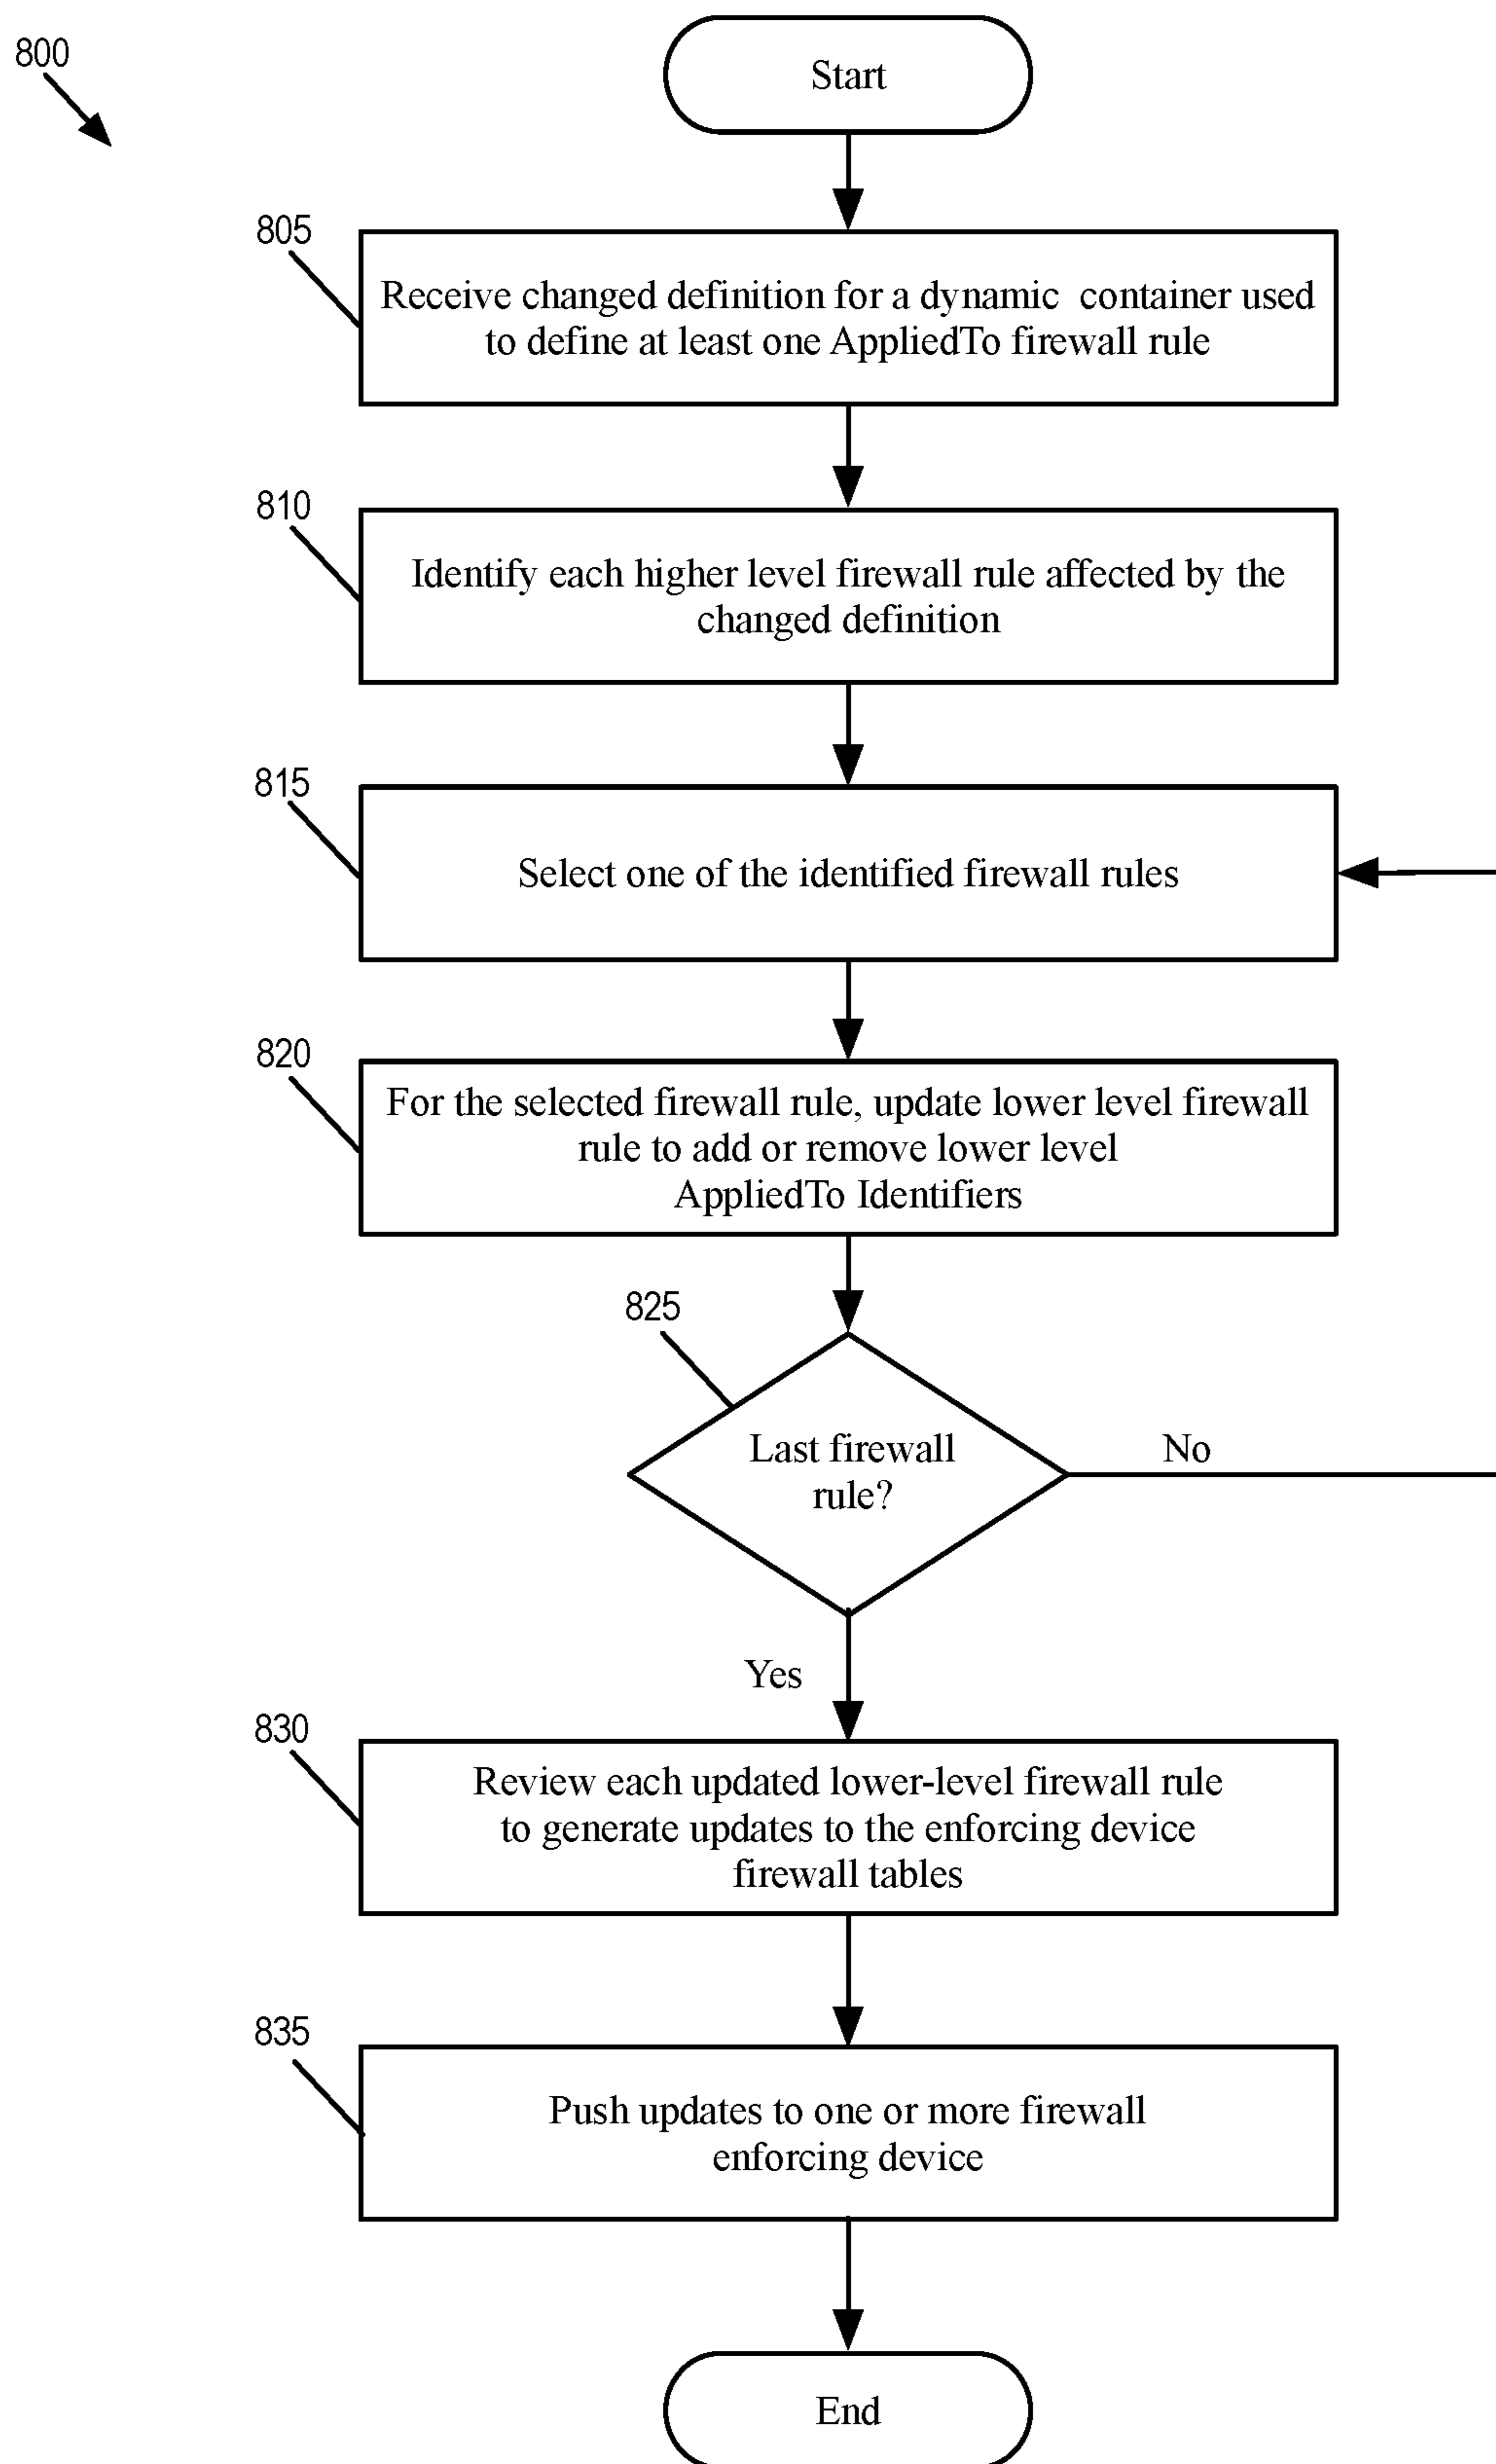 800
Start
805
Receive changed definition for a dynamic container used
to define at least one AppliedTo firewall rule
810
Identify each higher level firewall rule affected by the
changed definition
815
Select one of the identified firewall rules
820
For the selected firewall rule, update lower level firewall
rule to add or remove lower level
AppliedTo Identifiers
825
Last firewall
rule?
No
Yes
830
Review each updated lower-level firewall rule
to generate updates to the enforcing device
firewall tables
835
Push updates to one or more firewall
enforcing device
End